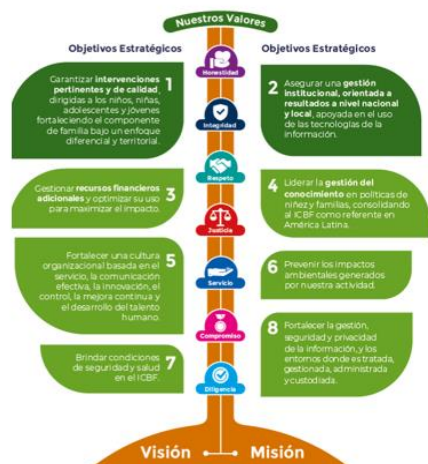 Nuestros Valores
Objetivos Estratégicos
Objetivos Estratégicos
Honestidad
1
Garantizar intervenciones
pertinentes y de calidad,
dirigidas a los niños, niñas,
adolescentes y jóvenes
fortaleciendo el componente
de familia bajo un enfoque
diferencial y territorial.
2
Asegurar una gestión
institucional, orientada a
resultados a nivel nacional
y local, apoyada en el uso
de las tecnologías de la
información.
Integridad
Respeto
Gestionar recursos financieros
adicionales y optimizar su
uso para maximizar el impacto.
3
4
Liderar la gestión del
conocimiento en políticas de
niñez y familias, consolidando
al ICBF como referente en
América Latina.
Justicia
Fortalecer una cultura
organizacional basada en el
servicio, la comunicación
efectiva, la innovación, el
control, la mejora continua y
el desarrollo del talento
humano.
5
Servicio
6
Prevenir los impactos
ambientales generados
por nuestra actividad.
Compromiso
8
Fortalecer la gestión,
seguridad y privacidad
de la información, y los
entornos donde es tratada,
gestionada, administrada
y custodiada.
Brindar condiciones
de seguridad y salud
en el ICBF.
7
Diligencia
Visión
Misión